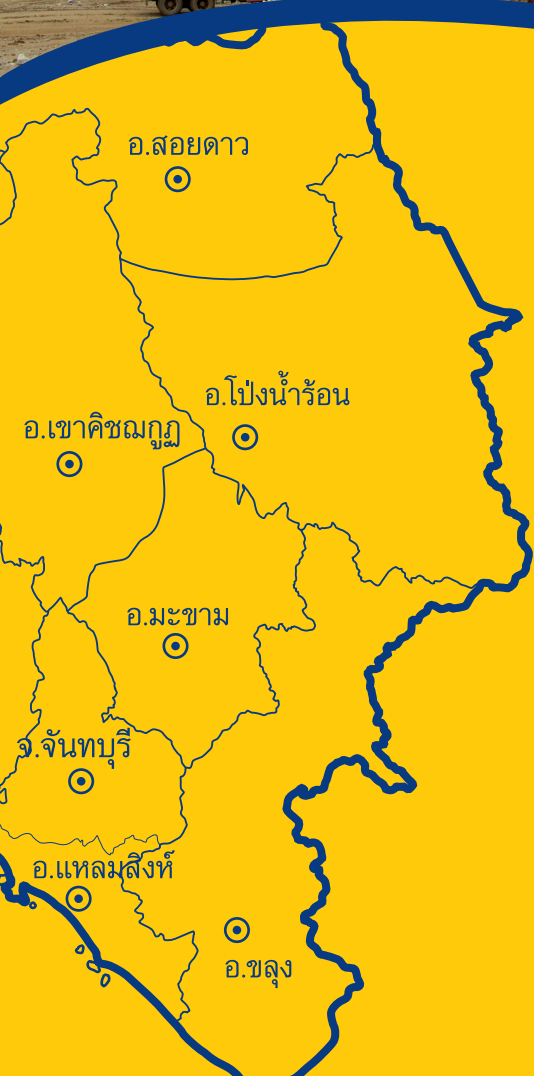 อ.สอยดาว
อ.โป่งน้ำร้อน
อ.เขาคิชฌกูฏ
อ.มะขาม
จ.จันทบุรี
อ.แหลมสิงห์
อ.ขลุง